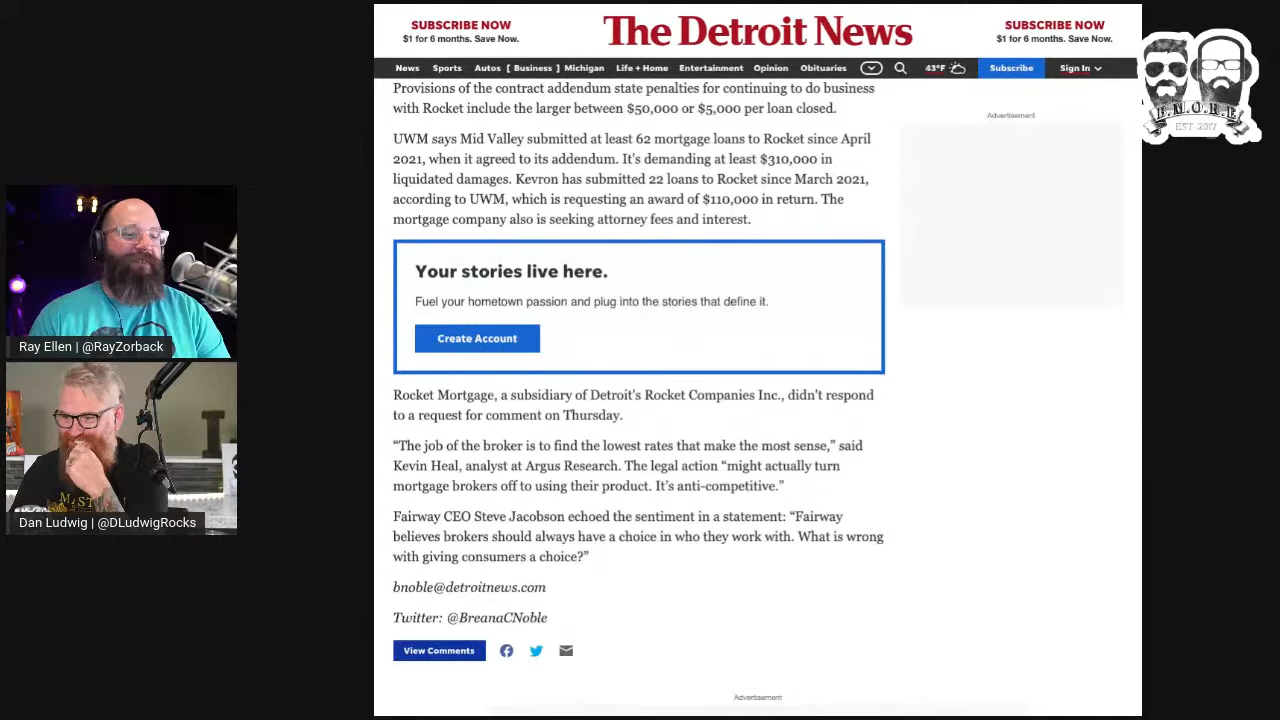 SUBSCRIBE NOW
$1 for 6 months. Save Now.
The Detroit News
SUBSCRIBE NOW
$1 for 6 months. Save Now.
News Sports Autos [ Business ] Michigan Life + Home Entertainment Opinion Obituaries 43°F Subscribe Sign In
B.M.O.R.E
EST. 2017
Provisions of the contract addendum state penalties for continuing to do business
with Rocket include the larger between $50,000 or $5,000 per loan closed.
Advertisement
UWM says Mid Valley submitted at least 62 mortgage loans to Rocket since April
2021, when it agreed to its addendum. It's demanding at least $310,000 in
liquidated damages. Kevron has submitted 22 loans to Rocket since March 2021,
according to UWM, which is requesting an award of $110,000 in return. The
mortgage company also is seeking attorney fees and interest.
Your stories live here.
Fuel your hometown passion and plug into the stories that define it.
Create Account
Rocket Mortgage, a subsidiary of Detroit's Rocket Companies Inc., didn't respond
to a request for comment on Thursday.
“The job of the broker is to find the lowest rates that make the most sense,” said
Kevin Heal, analyst at Argus Research. The legal action “might actually turn
mortgage brokers off to using their product. It's anti-competitive.”
Fairway CEO Steve Jacobson echoed the sentiment in a statement: “Fairway
believes brokers should always have a choice in who they work with. What is wrong
with giving consumers a choice?”
bnoble@detroitnews.com
Twitter: @BreanaCNoble
View Comments
Advertisement
Ray Ellen | @RayZorback
Dan Ludwig | @DLudwigRocks